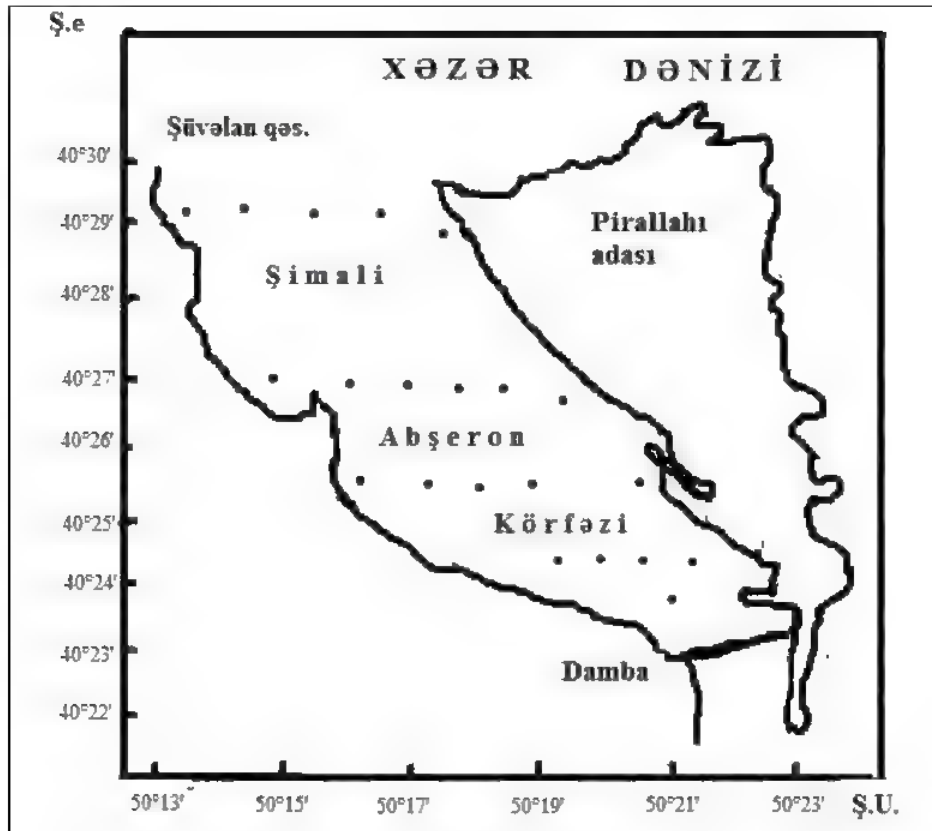 Ş.e
XƏZƏR DƏNİZİ
Şüvəlan qəs.
40°30'
40°29'
Pirallahı
adası
Şimali
40°28'
40°27'
Abşeron
40°26'
40°25'
Körfəzi
40°24'
40°23'
Damba
40°22'
50°13' 50°15' 50°17' 50°19' 50°21' 50°23' Ş.U.